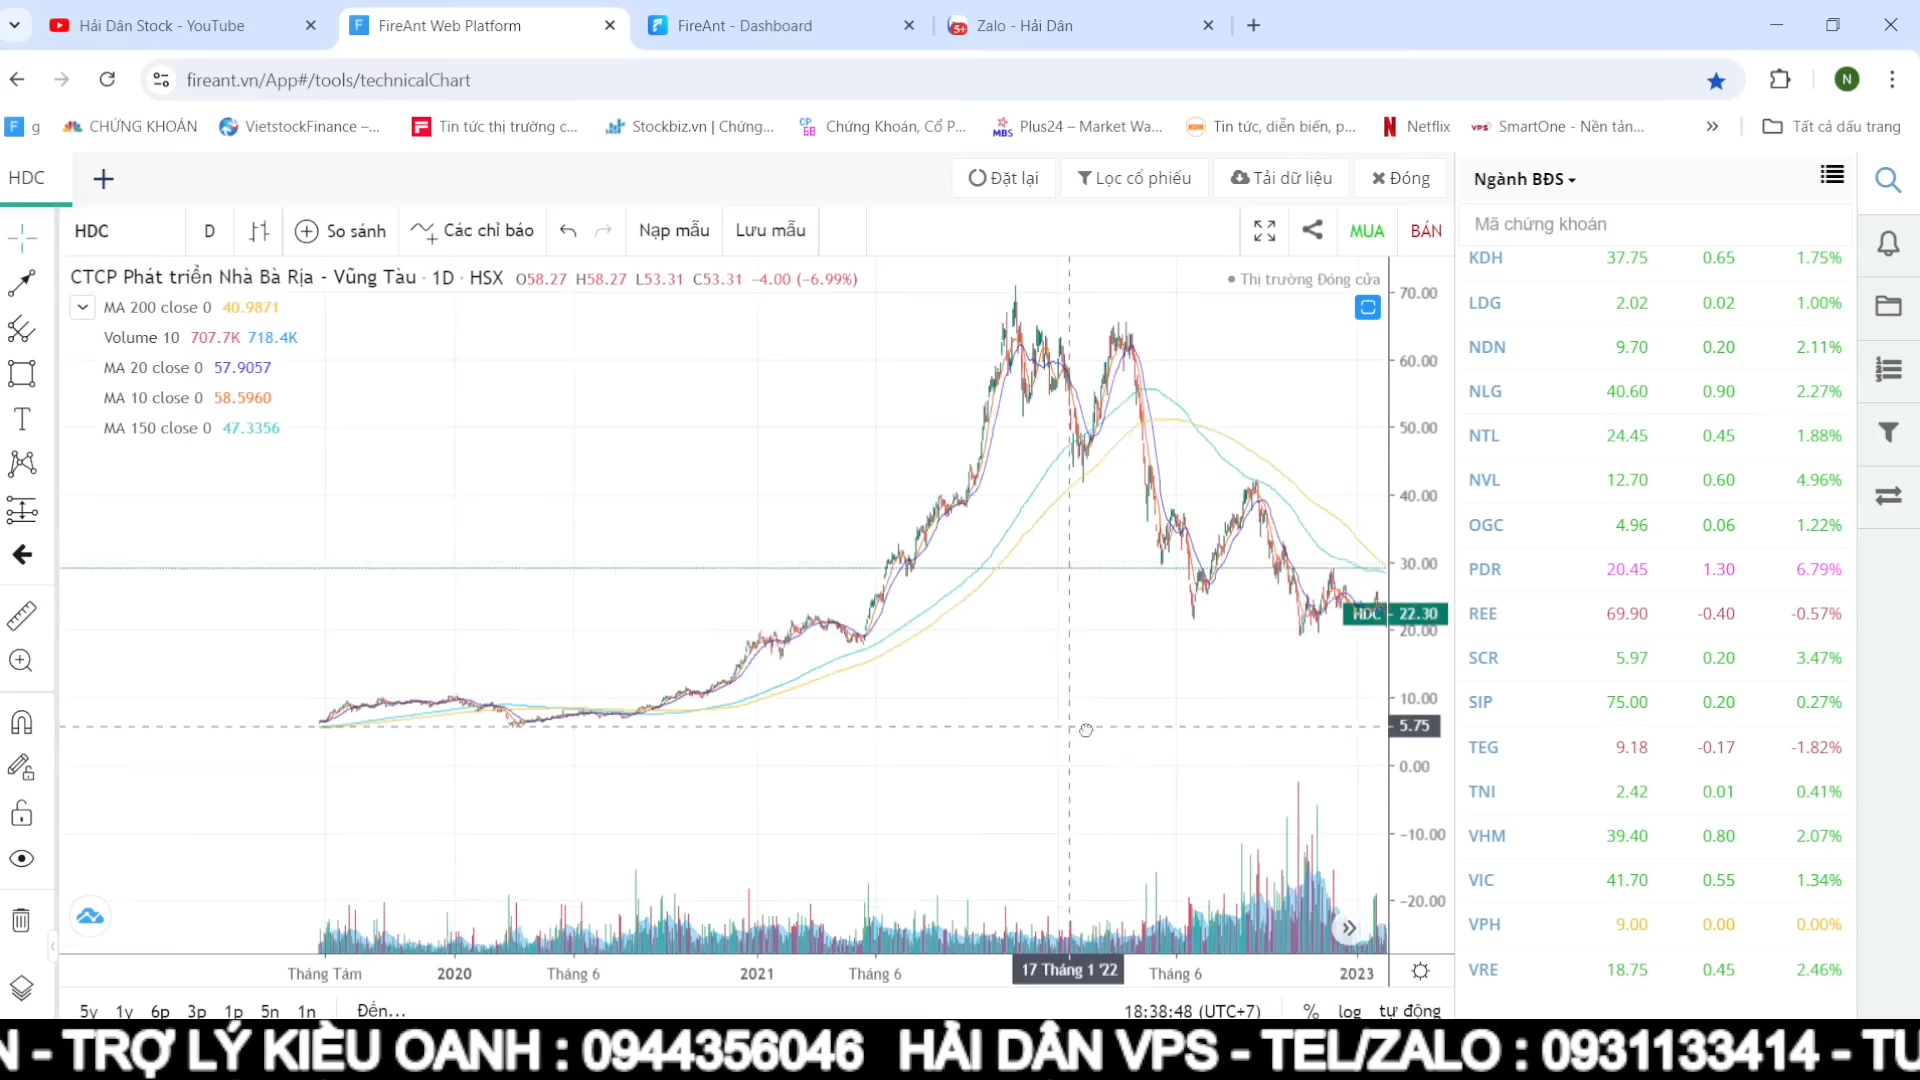 Hải Dân Stock - YouTube
FireAnt Web Platform
FireAnt - Dashboard
Zalo - Hải Dân
fireant.vn/App#/tools/technicalChart
N
g
CHỨNG KHOÁN
VietstockFinance –...
Tin tức thị trường c...
Stockbiz.vn | Chứng...
Chứng Khoán, Cổ P...
Plus24 – Market Wa...
Tin tức, diễn biến, p...
Netflix
SmartOne - Nền tản...
Tất cả dấu trang
HDC
Đặt lại
Lọc cổ phiếu
Tải dữ liệu
Đóng
Ngành BĐS
HDC
D
So sánh
Các chỉ báo
Nạp mẫu
Lưu mẫu
MUA
BÁN
Mã chứng khoán
CTCP Phát triển Nhà Bà Rịa - Vũng Tàu · 1D · HSX O58.27 H58.27 L53.31 C53.31 −4.00 (−6.99%)
Thị trường Đóng cửa
MA 200 close 0 40.9871
Volume 10 707.7K 718.4K
MA 20 close 0 57.9057
MA 10 close 0 58.5960
MA 150 close 0 47.3356
70.00
60.00
50.00
40.00
30.00
HDC 22.30
20.00
10.00
5.75
0.00
−10.00
−20.00
KDH 37.75 0.65 1.75%
LDG 2.02 0.02 1.00%
NDN 9.70 0.20 2.11%
NLG 40.60 0.90 2.27%
NTL 24.45 0.45 1.88%
NVL 12.70 0.60 4.96%
OGC 4.96 0.06 1.22%
PDR 20.45 1.30 6.79%
REE 69.90 -0.40 -0.57%
SCR 5.97 0.20 3.47%
SIP 75.00 0.20 0.27%
TEG 9.18 -0.17 -1.82%
TNI 2.42 0.01 0.41%
VHM 39.40 0.80 2.07%
VIC 41.70 0.55 1.34%
VPH 9.00 0.00 0.00%
VRE 18.75 0.45 2.46%
Tháng Tám
2020
Tháng 6
2021
Tháng 6
17 Tháng 1 '22
Tháng 6
2023
5y 1y 6p 3p 1p 5n 1n
Đến...
18:38:48 (UTC+7)
% log tự động
N - TRỢ LÝ KIỀU OANH : 0944356046 HẢI DÂN VPS - TEL/ZALO : 0931133414 - TU